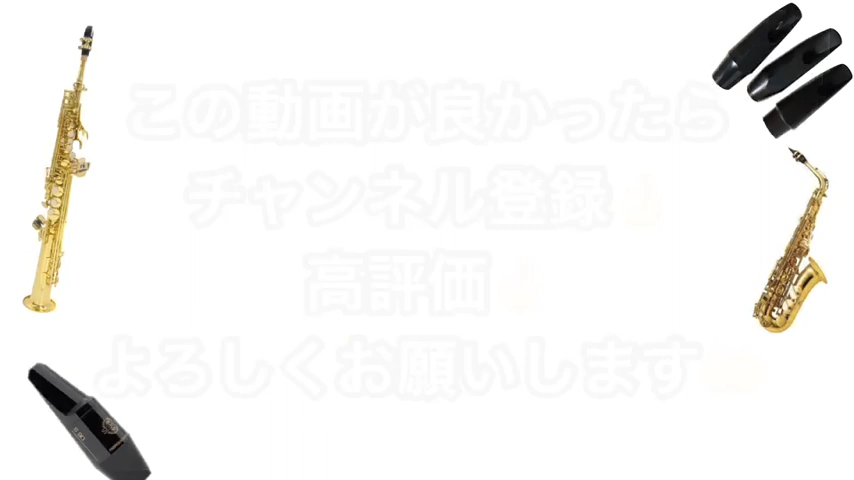 この動画が良かったら
チャンネル登録👍
高評価
よろしくお願いします
S 90